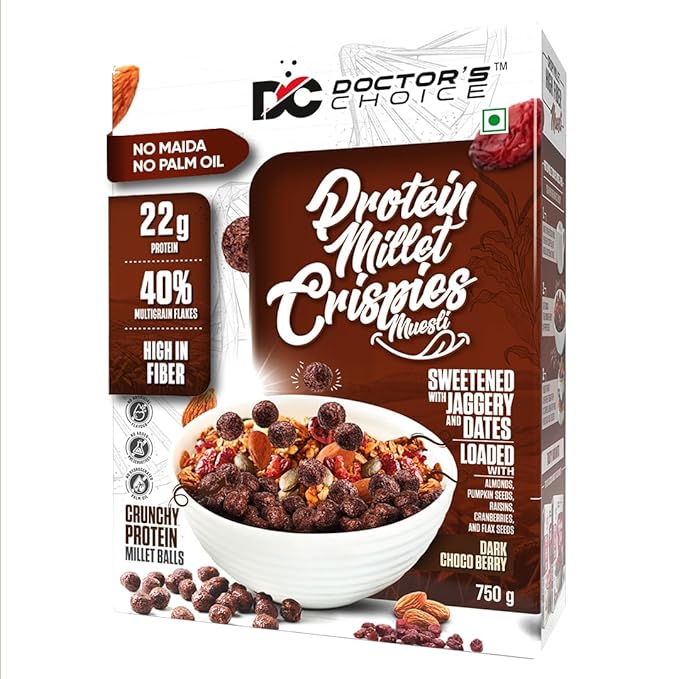 DC DOCTOR'S™
CHOICE
NO MAIDA
NO PALM OIL
22g
PROTEIN
40%
MULTIGRAIN FLAKES
HIGH IN
FIBER
Protein
Millet
Crispies
Muesli
SWEETENED
WITH JAGGERY
AND DATES
LOADED
WITH
ALMONDS,
PUMPKIN SEEDS,
RAISINS,
CRANBERRIES,
AND FLAX SEEDS
DARK
CHOCO BERRY
CRUNCHY
PROTEIN
MILLET BALLS
750 g